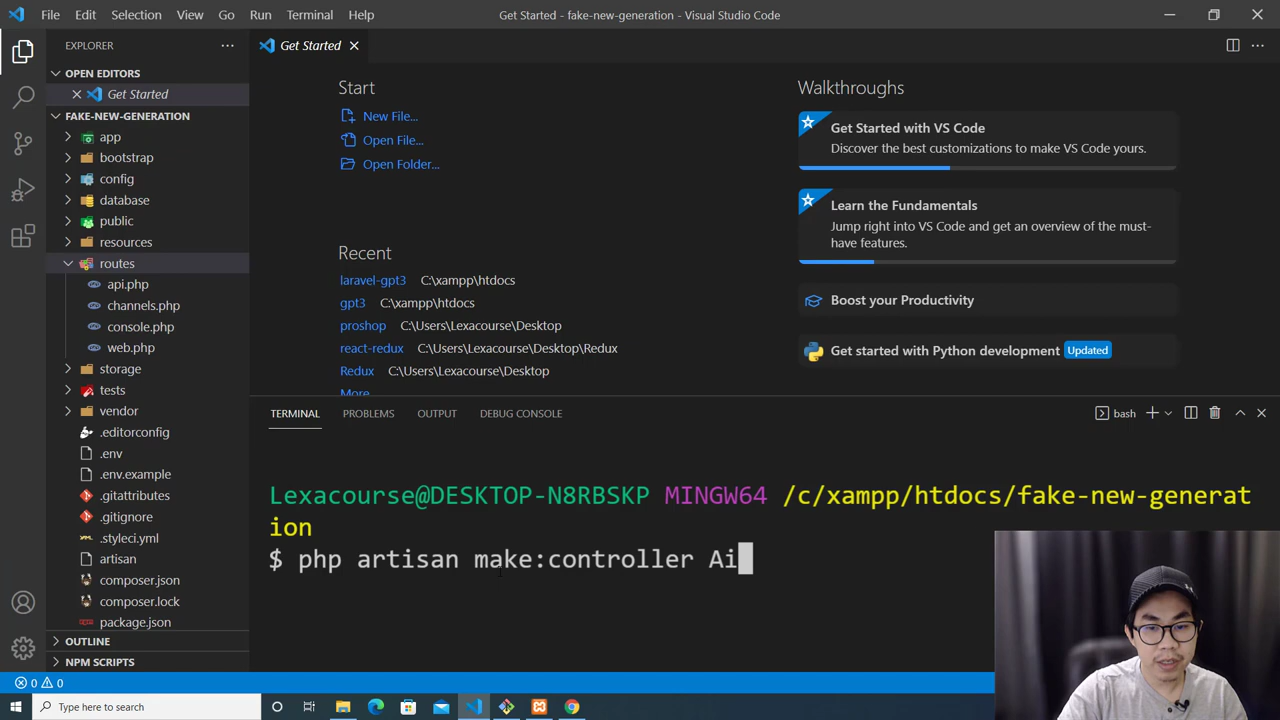 File Edit Selection View Go Run Terminal Help
Get Started - fake-new-generation - Visual Studio Code
EXPLORER
OPEN EDITORS
Get Started
FAKE-NEW-GENERATION
app
bootstrap
config
database
public
resources
routes
api.php
channels.php
console.php
web.php
storage
tests
vendor
.editorconfig
.env
.env.example
.gitattributes
.gitignore
.styleci.yml
artisan
composer.json
composer.lock
package.json
OUTLINE
NPM SCRIPTS
Get Started
Start
New File...
Open File...
Open Folder...
Recent
laravel-gpt3 C:\xampp\htdocs
gpt3 C:\xampp\htdocs
proshop C:\Users\Lexacourse\Desktop
react-redux C:\Users\Lexacourse\Desktop\Redux
Redux C:\Users\Lexacourse\Desktop
More
Walkthroughs
Get Started with VS Code
Discover the best customizations to make VS Code yours.
Learn the Fundamentals
Jump right into VS Code and get an overview of the must-
have features.
Boost your Productivity
Get started with Python development Updated
TERMINAL PROBLEMS OUTPUT DEBUG CONSOLE
bash
Lexacourse@DESKTOP-N8RBSKP MINGW64 /c/xampp/htdocs/fake-new-generat
ion
$ php artisan make:controller Ai
0 0
Type here to search